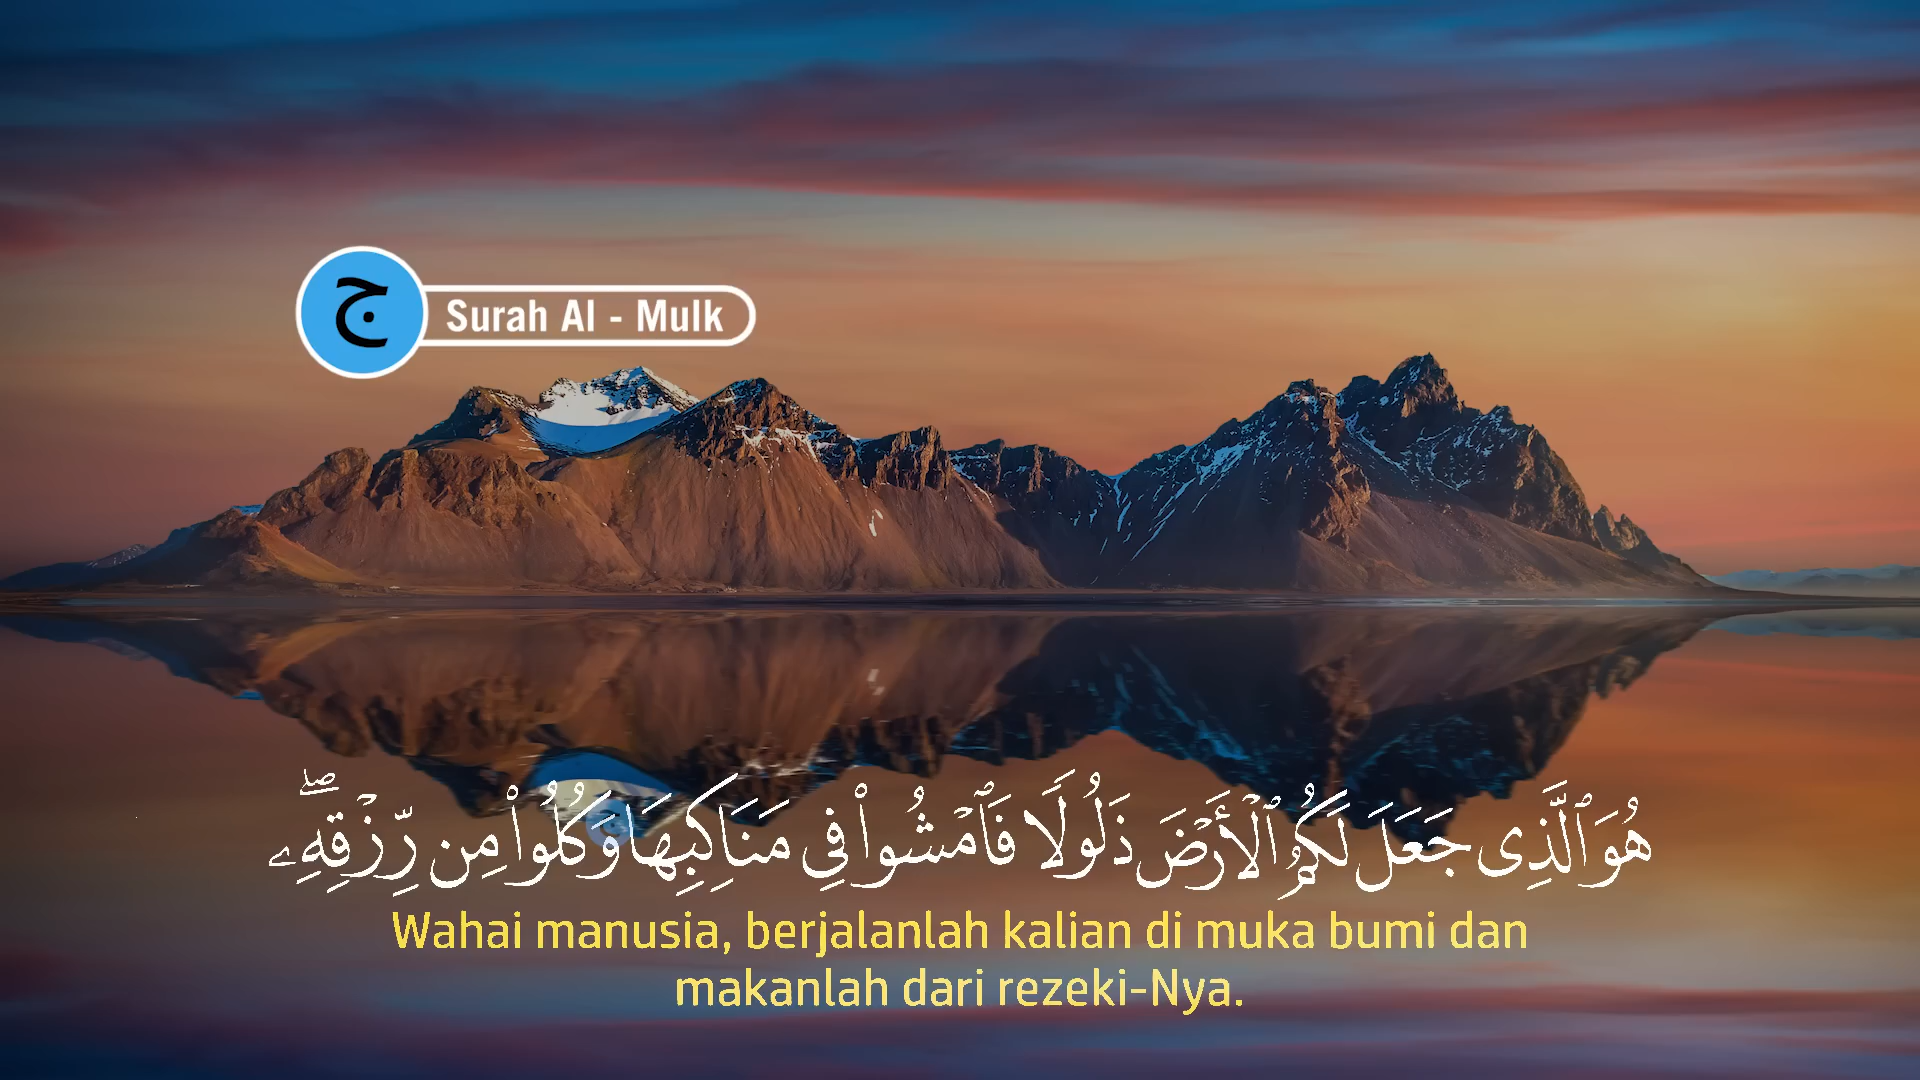 ج
Surah Al - Mulk
هُوَ ٱلَّذِى جَعَلَ لَكُمُ ٱلْأَرْضَ ذَلُولًا فَٱمْشُوا۟ فِى مَنَاكِبِهَا وَكُلُوا۟ مِن رِّزْقِهِۦ ۖ
Wahai manusia, berjalanlah kalian di muka bumi dan
makanlah dari rezeki-Nya.